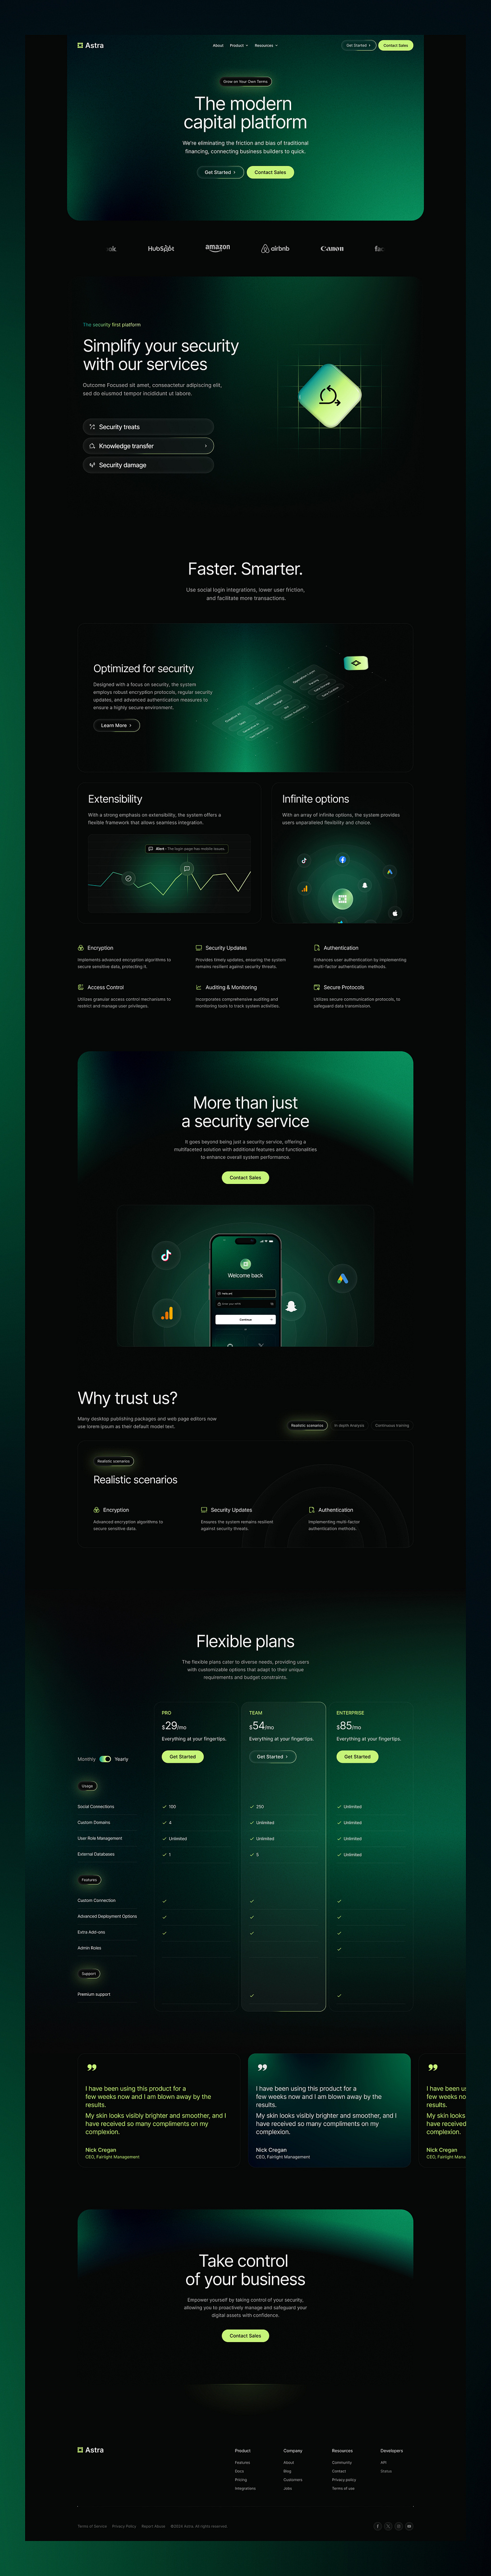 Astra
About
Product
Resources
Get Started
Contact Sales
Grow on Your Own Terms
The modern
capital platform
We're eliminating the friction and bias of traditional
financing, connecting business builders to quick.
Get Started
Contact Sales
HubSpot
amazon
airbnb
Canon
The security first platform
Simplify your security
with our services
Outcome Focused sit amet, consectetur adipiscing elit,
sed do eiusmod tempor incididunt ut labore.
Security treats
Knowledge transfer
Security damage
Faster. Smarter.
Use social login integrations, lower user friction,
and facilitate more transactions.
Optimized for security
Designed with a focus on security, the system
employs robust encryption protocols, regular security
updates, and advanced authentication measures to
ensure a highly secure environment.
Learn More
Extensibility
With a strong emphasis on extensibility, the system offers a
flexible framework that allows seamless integration.
Alert - The login page has mobile issues.
Infinite options
With an array of infinite options, the system provides
users unparalleled flexibility and choice.
Encryption
Implements advanced encryption algorithms to
secure sensitive data, protecting it.
Security Updates
Provides timely updates, ensuring the system
remains resilient against security threats.
Authentication
Enhances user authentication by implementing
multi-factor authentication methods.
Access Control
Utilizes granular access control mechanisms to
restrict and manage user privileges.
Auditing & Monitoring
Incorporates comprehensive auditing and
monitoring tools to track system activities.
Secure Protocols
Utilizes secure communication protocols, to
safeguard data transmission.
More than just
a security service
It goes beyond being just a security service, offering a
multifaceted solution with additional features and functionalities
to enhance overall system performance.
Contact Sales
Welcome back
Continue
Why trust us?
Many desktop publishing packages and web page editors now
use lorem ipsum as their default model text.
Realistic scenarios
In depth Analysis
Continuous training
Realistic scenarios
Realistic scenarios
Encryption
Advanced encryption algorithms to
secure sensitive data.
Security Updates
Ensures the system remains resilient
against security threats.
Authentication
Implementing multi-factor
authentication methods.
Flexible plans
The flexible plans cater to diverse needs, providing users
with customizable options that adapt to their unique
requirements and budget constraints.
Monthly
Yearly
PRO
$29/mo
Everything at your fingertips.
Get Started
TEAM
$54/mo
Everything at your fingertips.
Get Started
ENTERPRISE
$85/mo
Everything at your fingertips.
Get Started
Usage
Social Connections
100
250
Unlimited
Custom Domains
4
Unlimited
Unlimited
User Role Management
Unlimited
Unlimited
Unlimited
External Databases
1
5
Unlimited
Features
Custom Connection
Advanced Deployment Options
Extra Add-ons
Admin Roles
Support
Premium support
I have been using this product for a
few weeks now and I am blown away by the
results.
My skin looks visibly brighter and smoother, and I
have received so many compliments on my
complexion.
Nick Cregan
CEO, Fairlight Management
I have been using this product for a
few weeks now and I am blown away by the
results.
My skin looks visibly brighter and smoother, and I
have received so many compliments on my
complexion.
Nick Cregan
CEO, Fairlight Management
I have been
few weeks now
results.
My skin looks
have received so
complexion.
Nick Cregan
CEO, Fairlight
Take control
of your business
Empower yourself by taking control of your security,
allowing you to proactively manage and safeguard your
digital assets with confidence.
Contact Sales
Astra
Product
Features
Docs
Pricing
Integrations
Company
About
Blog
Customers
Jobs
Resources
Community
Contact
Privacy policy
Terms of use
Developers
API
Status
Terms of Service
Privacy Policy
Report Abuse
©2024 Astra. All rights reserved